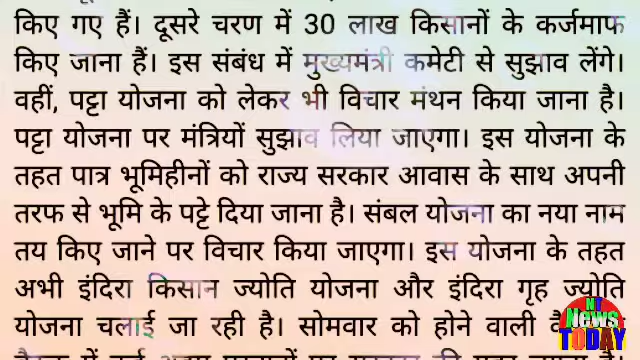 किए गए हैं। दूसरे चरण में 30 लाख किसानों के कर्जमाफ
किए जाना हैं। इस संबंध में मुख्यमंत्री कमेटी से सुझाव लेंगे।
वहीं, पट्टा योजना को लेकर भी विचार मंथन किया जाना है।
पट्टा योजना पर मंत्रियों सुझाव लिया जाएगा। इस योजना के
तहत पात्र भूमिहीनों को राज्य सरकार आवास के साथ अपनी
तरफ से भूमि के पट्टे दिया जाना है। संबल योजना का नया नाम
तय किए जाने पर विचार किया जाएगा। इस योजना के तहत
अभी इंदिरा किसान ज्योति योजना और इंदिरा गृह ज्योति
योजना चलाई जा रही है। सोमवार को होने वाली
NT
News
TODAY